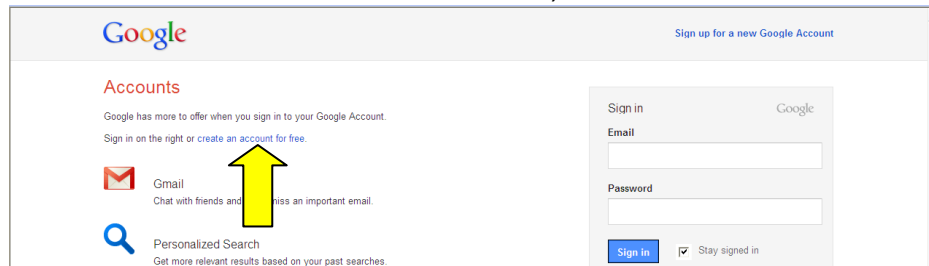 Google
Sign up for a new Google Account
Accounts
Google has more to offer when you sign in to your Google Account.
Sign in on the right or create an account for free.
Gmail
Chat with friends and miss an important email.
Personalized Search
Get more relevant results based on your past searches.
Sign in Google
Email
Password
Sign in Stay signed in